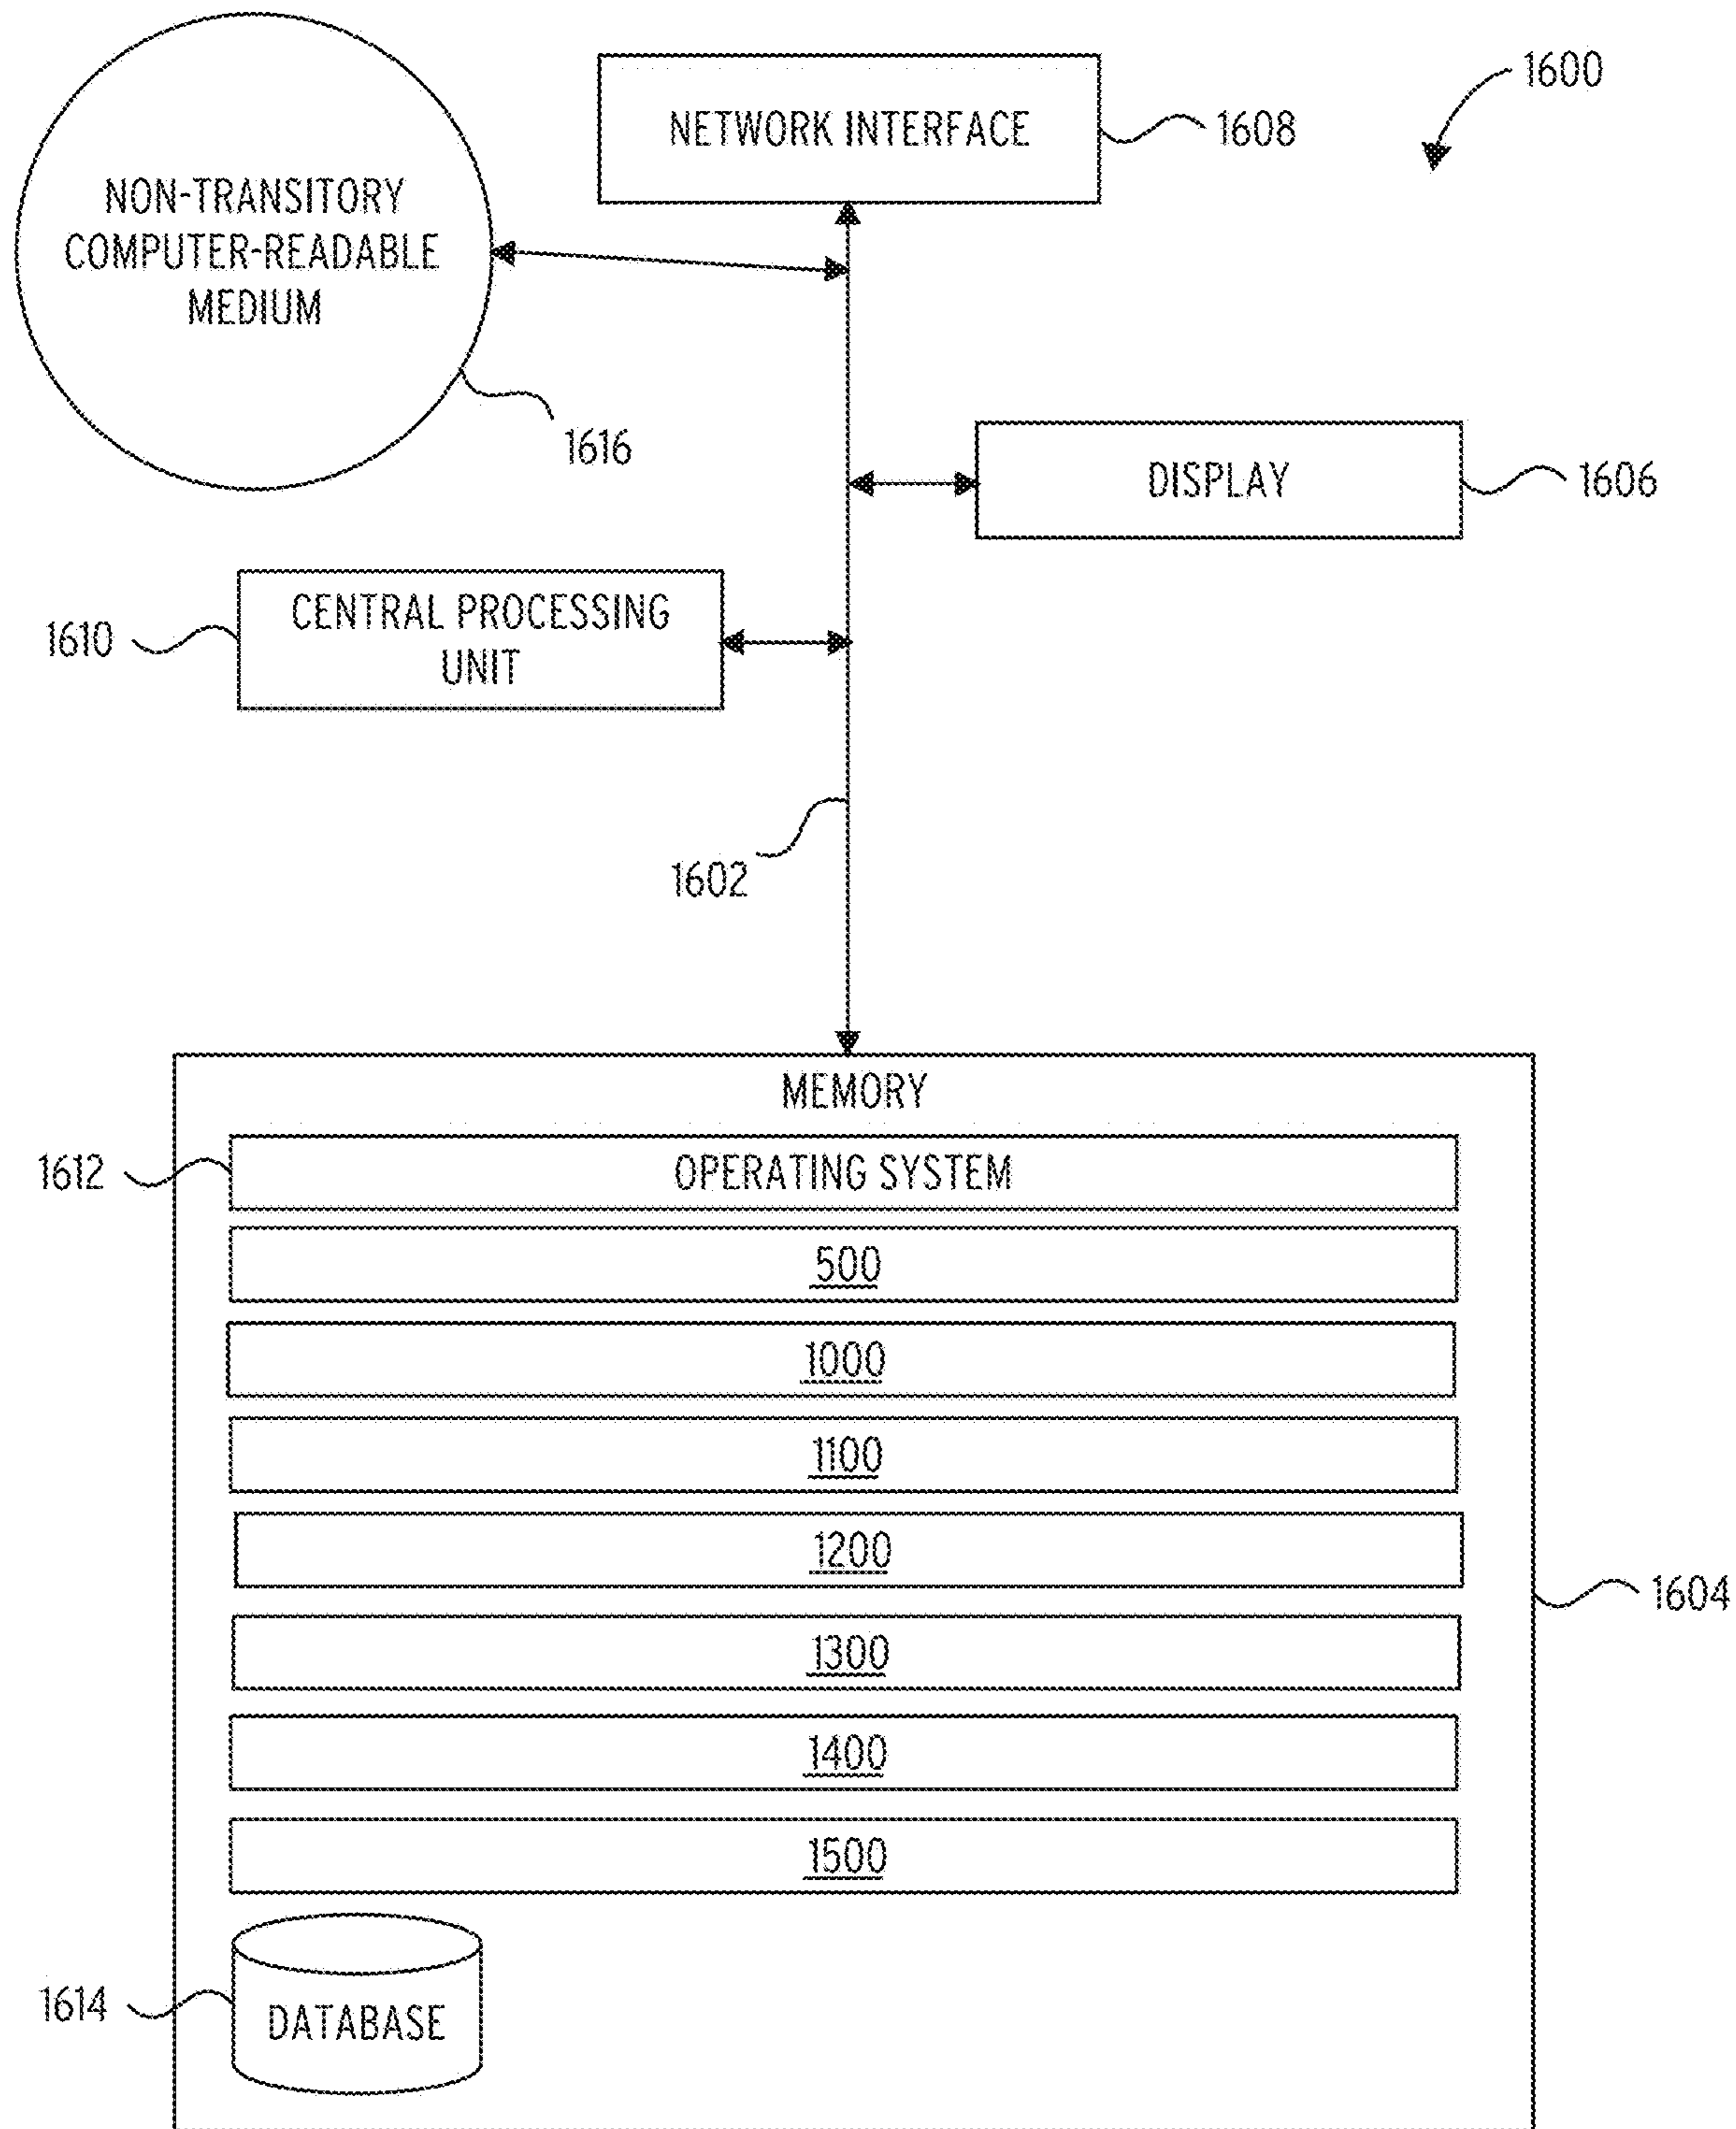 1600
NETWORK INTERFACE
1608
NON-TRANSITORY
COMPUTER-READABLE
MEDIUM
1616
DISPLAY
1606
CENTRAL PROCESSING
UNIT
1610
1602
MEMORY
1612
OPERATING SYSTEM
500
1000
1100
1200
1300
1400
1500
1604
1614
DATABASE